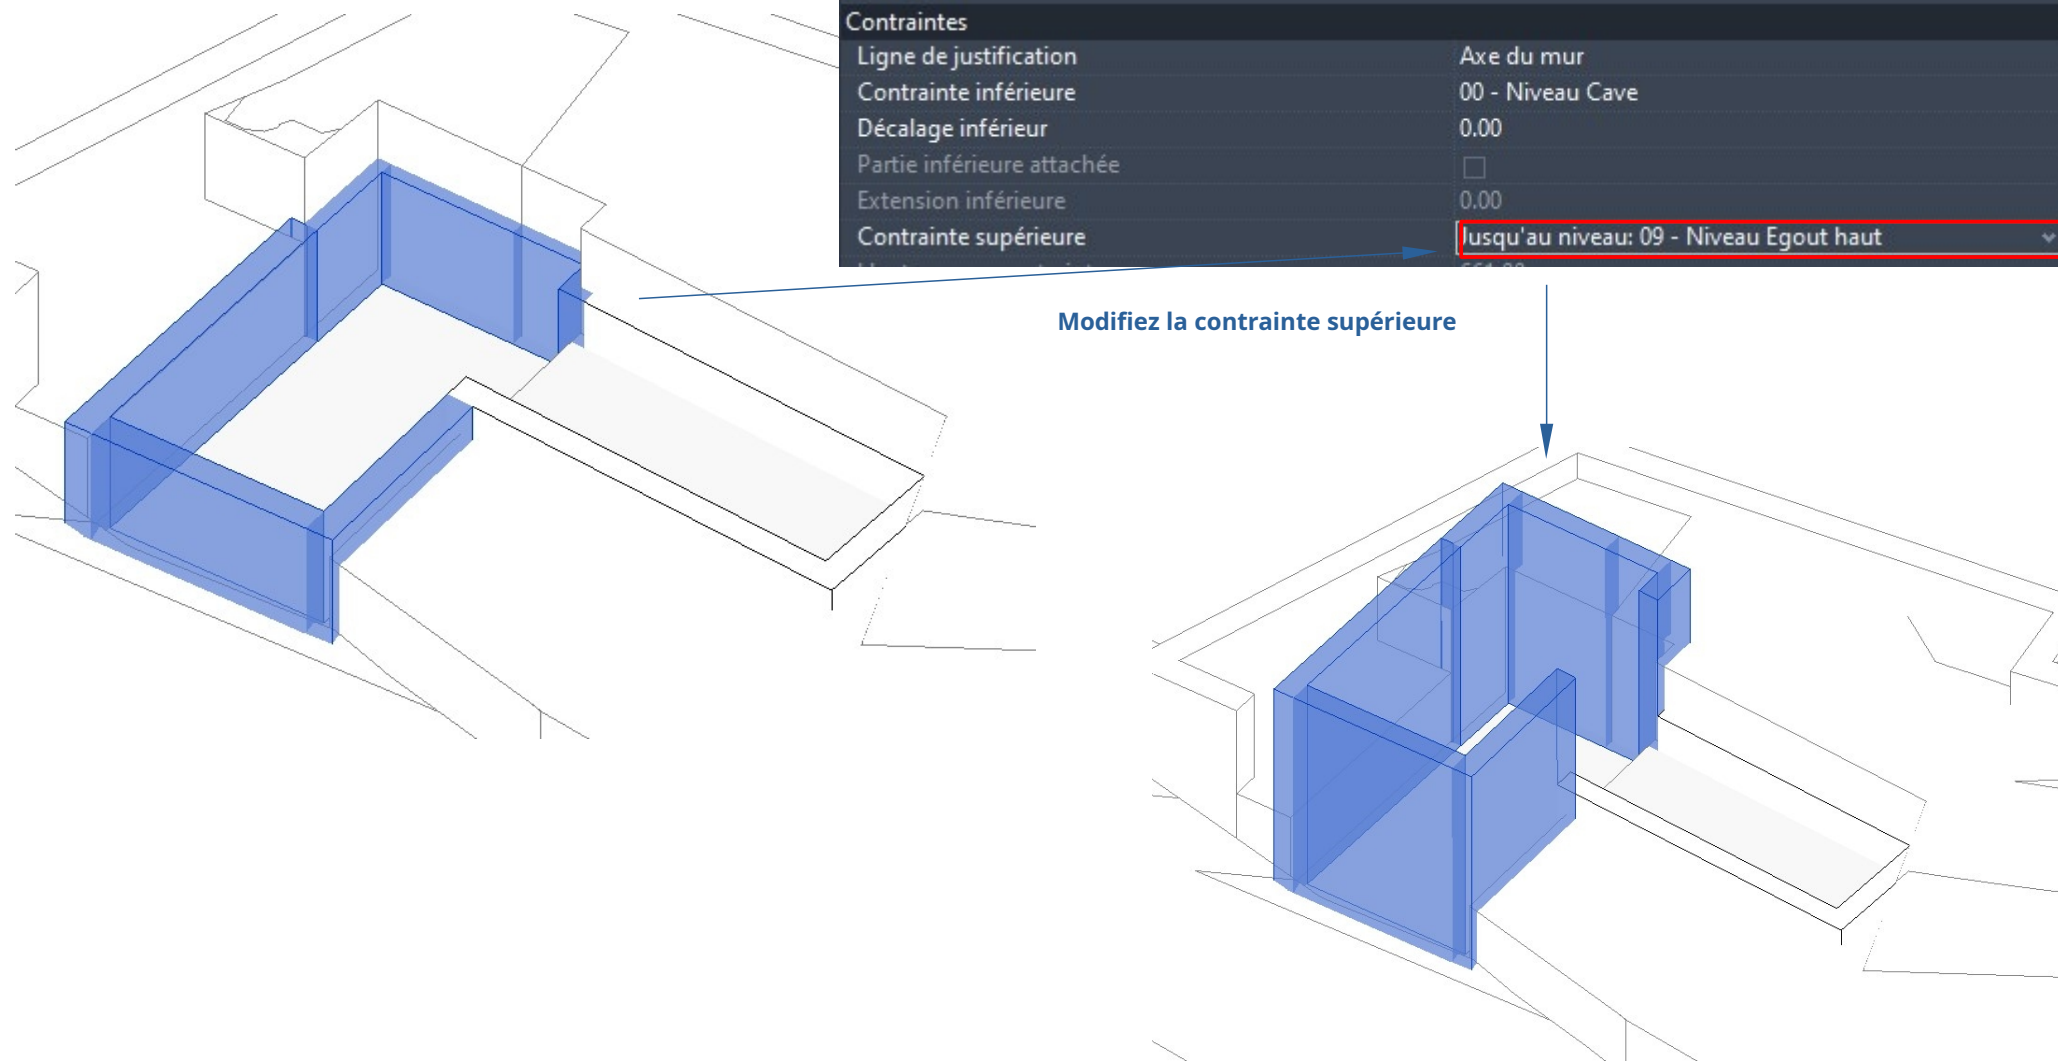 Contraintes
Ligne de justification Axe du mur
Contrainte inférieure 00 - Niveau Cave
Décalage inférieur 0.00
Partie inférieure attachée
Extension inférieure 0.00
Contrainte supérieure Jusqu'au niveau: 09 - Niveau Egout haut
Modifiez la contrainte supérieure